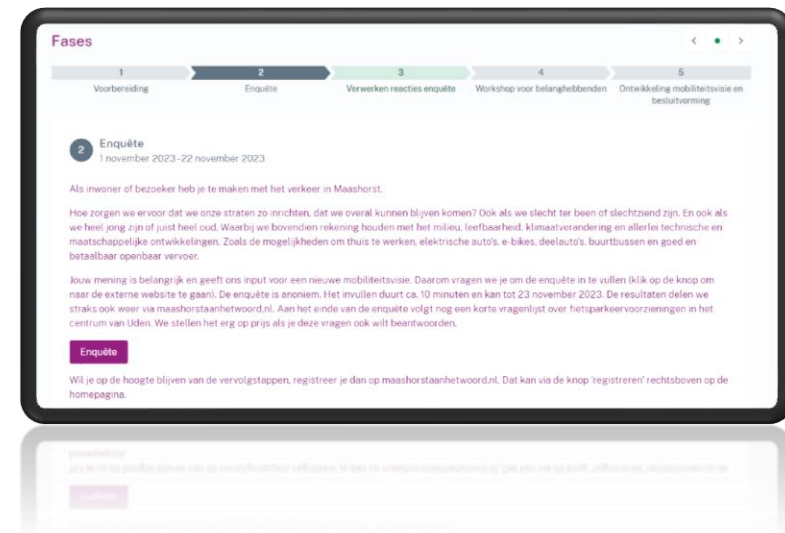 Fases
1 2 3 4 5
Voorbereiding Enquête Verwerken reacties enquête Workshop voor belanghebbenden Ontwikkeling mobiliteitsvisie en
besluitvorming
2 Enquête
1 november 2023 - 22 november 2023
Als inwoner of bezoeker heb je te maken met het verkeer in Maashorst.
Hoe zorgen we ervoor dat we onze straten zo inrichten, dat we overal kunnen blijven komen? Ook als we slecht ter been of slechtziend zijn. En ook als
we heel jong zijn of juist heel oud. Waarbij we bovendien rekening houden met het milieu, leefbaarheid, klimaatverandering en allerlei technische en
maatschappelijke ontwikkelingen. Zoals de mogelijkheden om thuis te werken, elektrische auto's, e-bikes, deelauto's, buurtbussen en goed en
betaalbaar openbaar vervoer.
Jouw mening is belangrijk en geeft ons input voor een nieuwe mobiliteitsvisie. Daarom vragen we je om de enquête in te vullen (klik op de knop om
naar de externe website te gaan). De enquête is anoniem. Het invullen duurt ca. 10 minuten en kan tot 23 november 2023. De resultaten delen we
straks ook weer via maashorstaanhetwoord.nl. Aan het einde van de enquête volgt nog een korte vragenlijst over fietsparkeervoorzieningen in het
centrum van Uden. We stellen het erg op prijs als je deze vragen ook wilt beantwoorden.
Enquête
Wil je op de hoogte blijven van de vervolgstappen, registreer je dan op maashorstaanhetwoord.nl. Dat kan via de knop 'registreren' rechtsboven op de
homepagina.